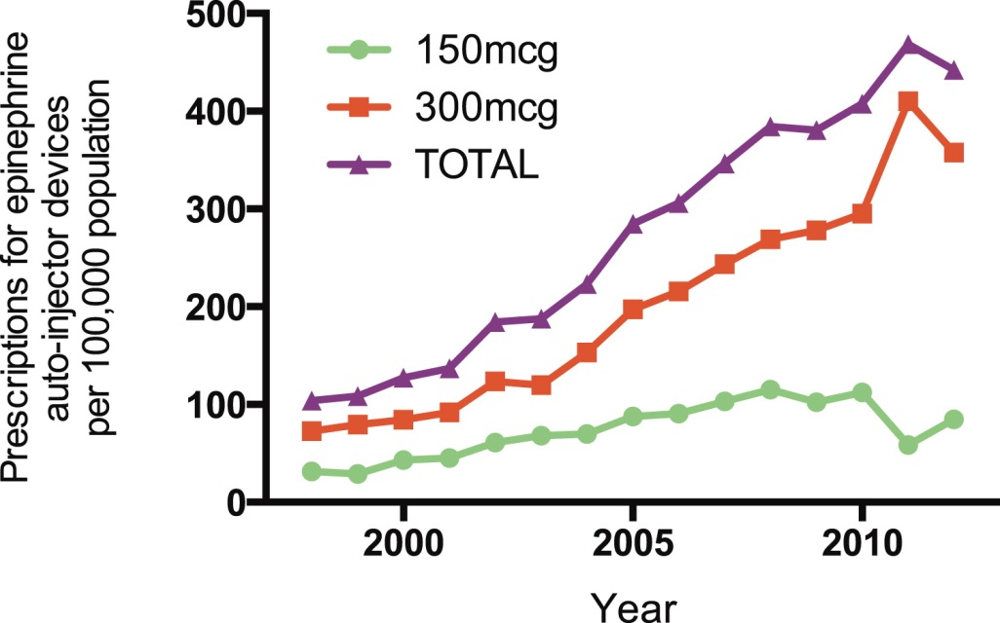 Prescriptions for epinephrine
auto-injector devices
per 100,000 population
500
400
300
200
100
0
150mcg
300mcg
TOTAL
2000
2005
2010
Year